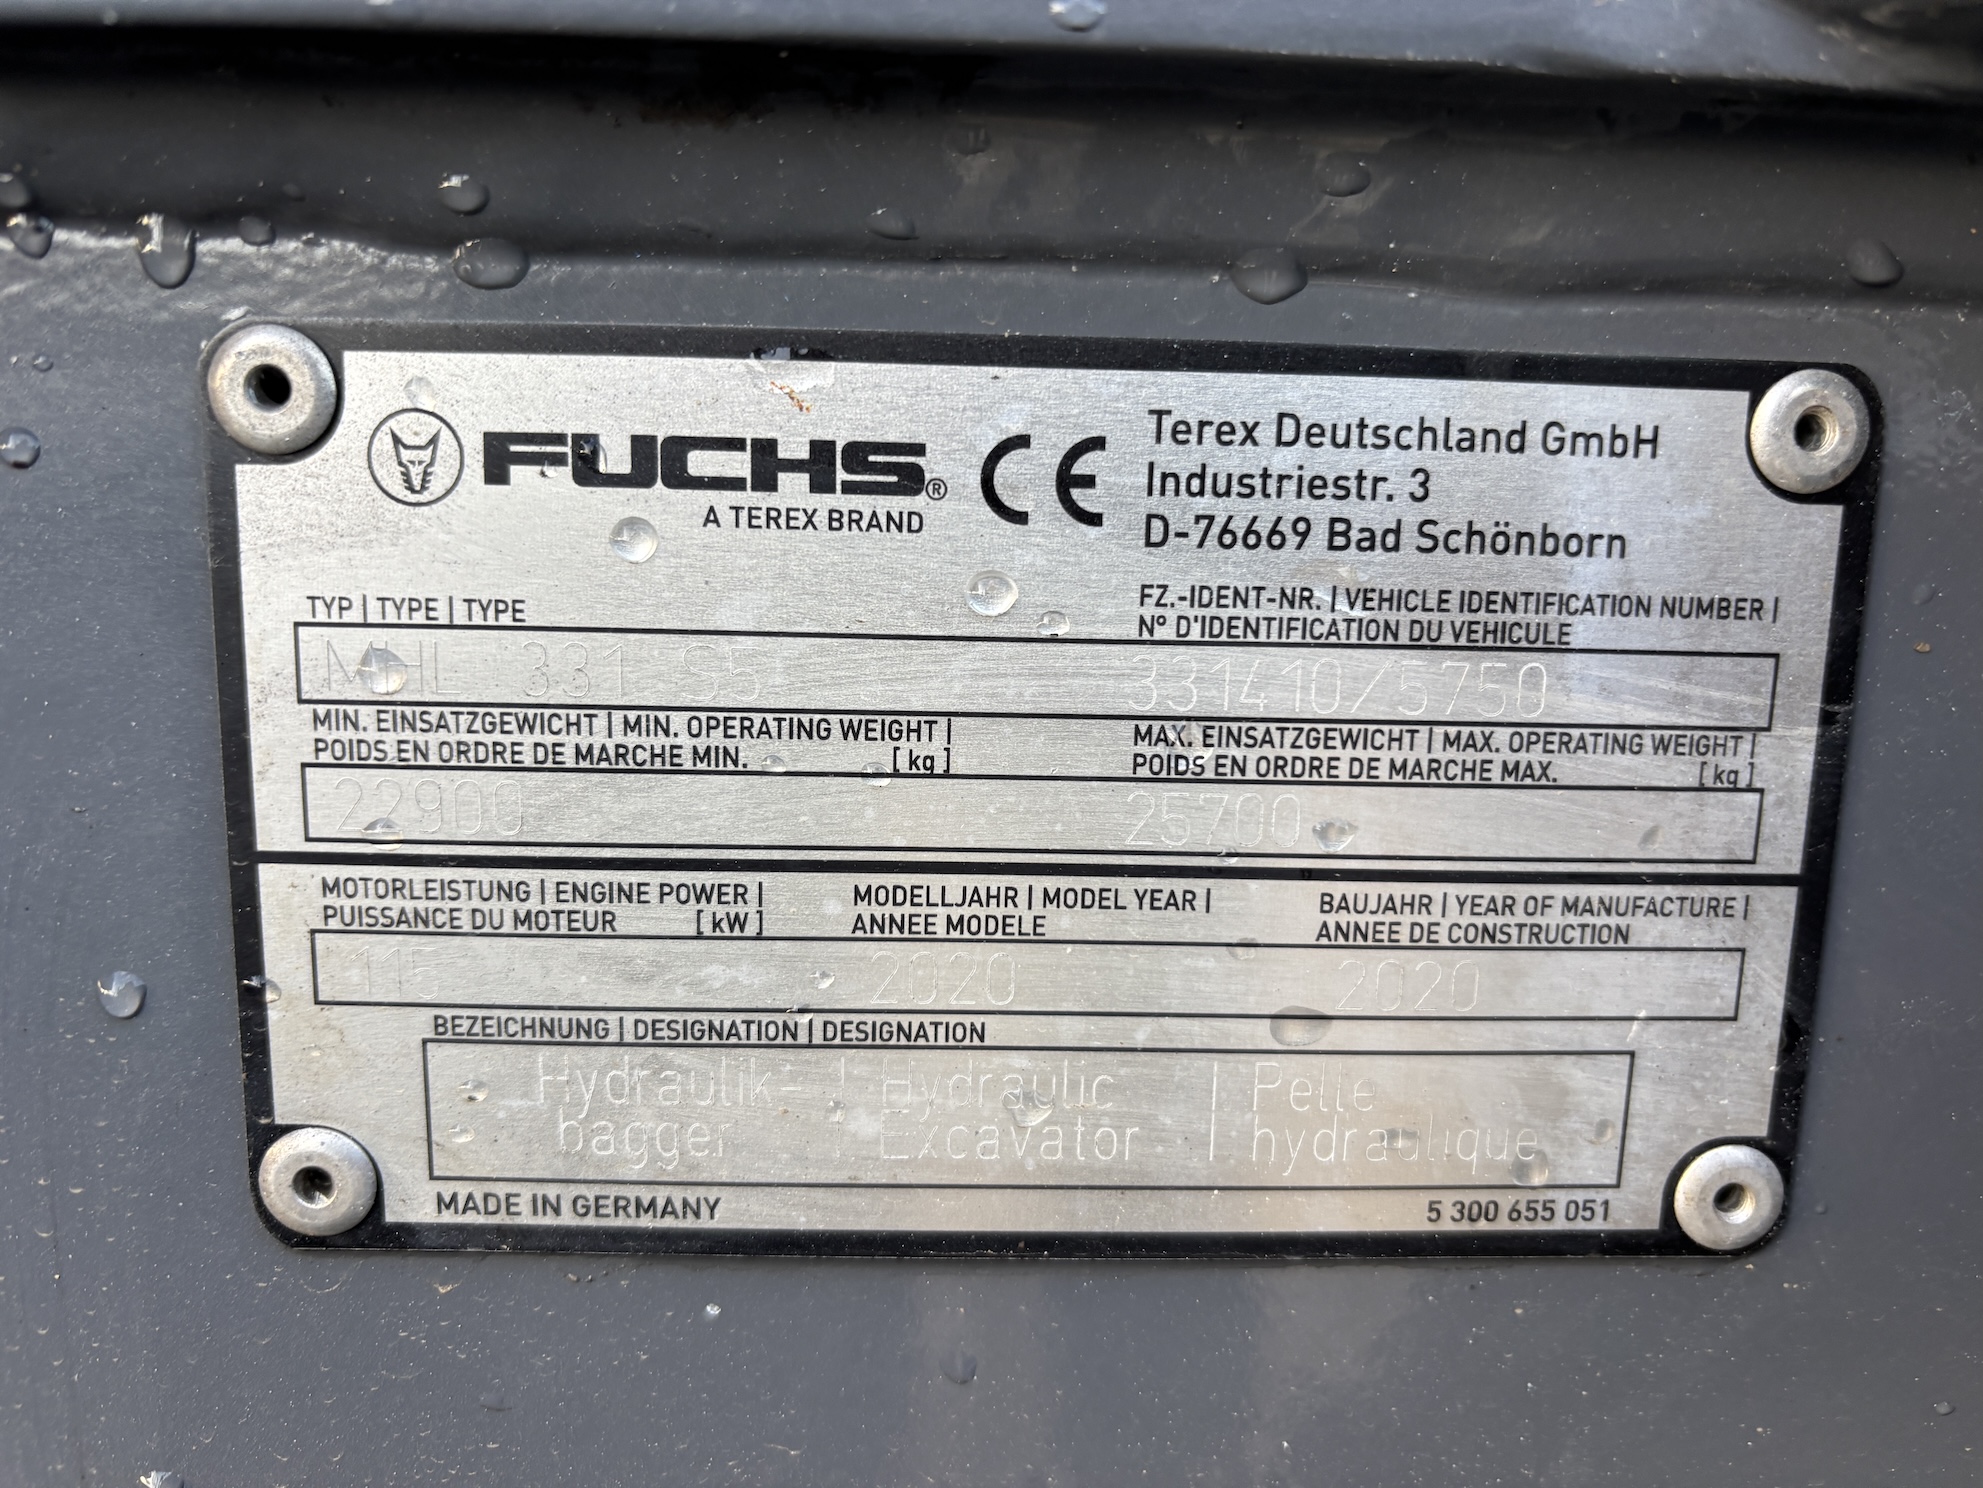 FUCHS®
A TEREX BRAND
CE
Terex Deutschland GmbH
Industriestr. 3
D-76669 Bad Schönborn
TYP | TYPE | TYPE
FZ.-IDENT-NR. | VEHICLE IDENTIFICATION NUMBER |
N° D'IDENTIFICATION DU VEHICULE
MHL 331 S5
331410/5750
MIN. EINSATZGEWICHT | MIN. OPERATING WEIGHT |
POIDS EN ORDRE DE MARCHE MIN. [kg]
MAX. EINSATZGEWICHT | MAX. OPERATING WEIGHT |
POIDS EN ORDRE DE MARCHE MAX. [kg]
22900
25700
MOTORLEISTUNG | ENGINE POWER |
PUISSANCE DU MOTEUR [kW]
MODELLJAHR | MODEL YEAR |
ANNEE MODELE
BAUJAHR | YEAR OF MANUFACTURE |
ANNEE DE CONSTRUCTION
115
2020
2020
BEZEICHNUNG | DESIGNATION | DESIGNATION
Hydraulik- | Hydraulic | Pelle
bagger | Excavator | hydraulique
MADE IN GERMANY
5 300 655 051